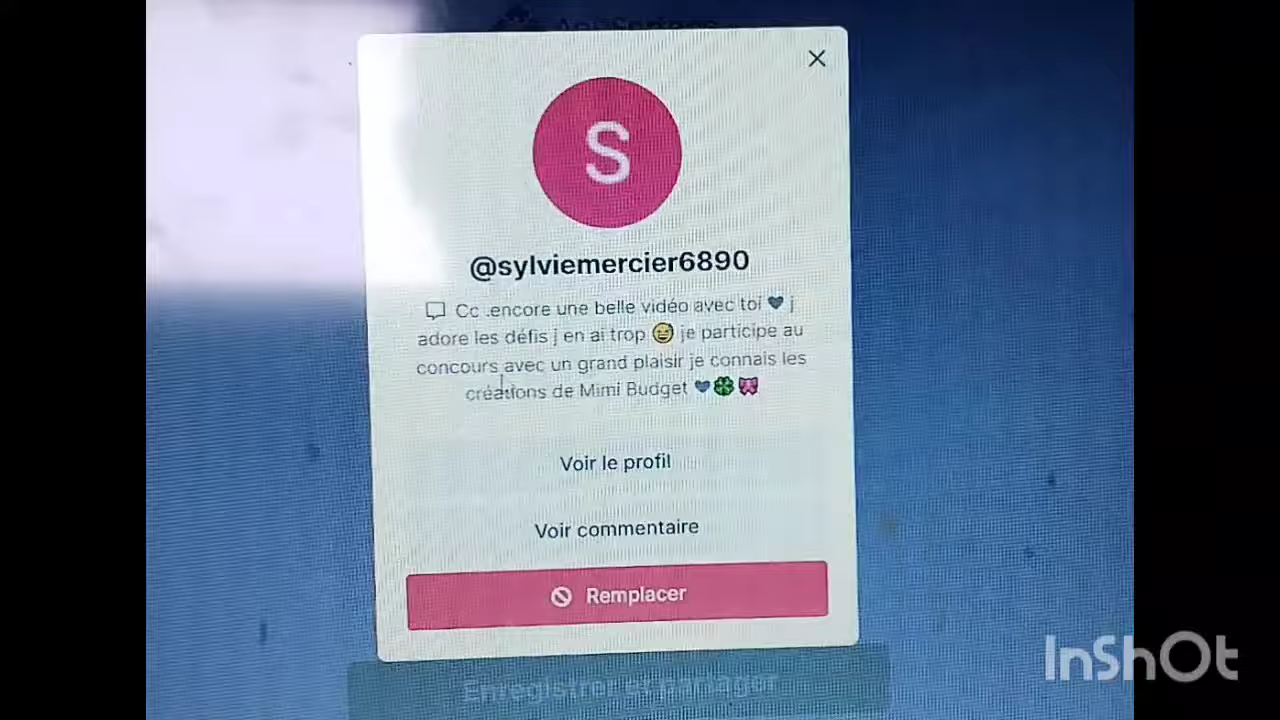 S
@sylviemercier6890
Cc .encore une belle vidéo avec toi 🖤 j
adore les défis j en ai trop 😅 je participe au
concours avec un grand plaisir je connais les
créations de Mimi Budget 🖤🍀🎀
Voir le profil
Voir commentaire
Remplacer
Enregistrer et partager
InShOt